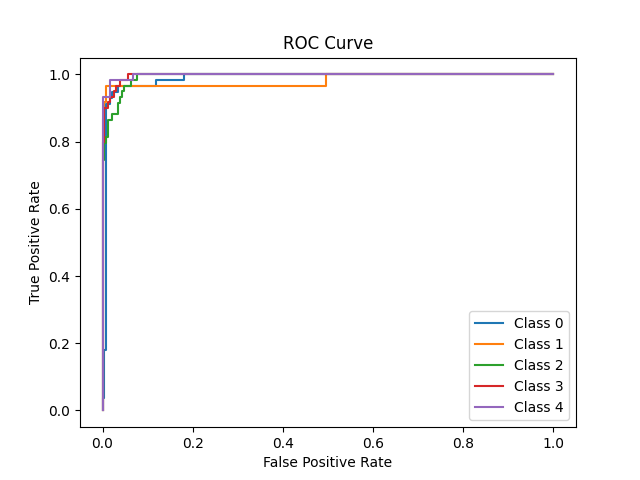 ROC Curve
True Positive Rate
1.0
0.8
0.6
0.4
0.2
0.0
0.0 0.2 0.4 0.6 0.8 1.0
False Positive Rate
Class 0
Class 1
Class 2
Class 3
Class 4